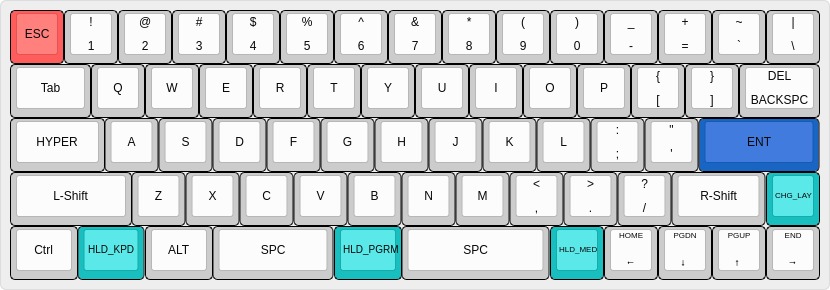 ESC ! @ # $ % ^ & * ( ) _ + ~ |
1 2 3 4 5 6 7 8 9 0 - = ` \
Tab Q W E R T Y U I O P { } DEL
[ ] BACKSPC
HYPER A S D F G H J K L : " ENT
; '
L-Shift Z X C V B N M < > ? R-Shift CHG_LAY
, . /
Ctrl HLD_KPD ALT SPC HLD_PGRM SPC HLD_MED HOME PGDN PGUP END
← ↓ ↑ →